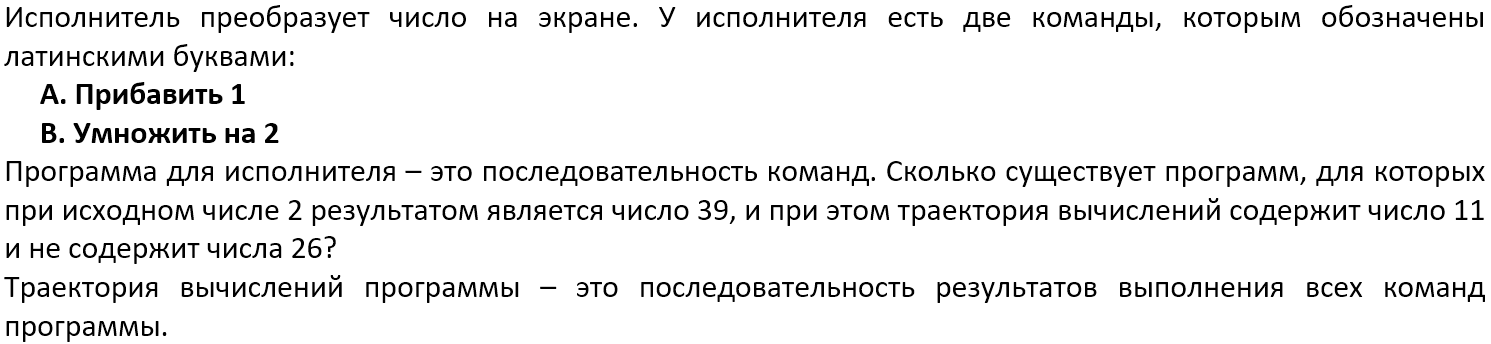 Исполнитель преобразует число на экране. У исполнителя есть две команды, которым обозначены
латинскими буквами:
A. Прибавить 1
B. Умножить на 2
Программа для исполнителя – это последовательность команд. Сколько существует программ, для которых
при исходном числе 2 результатом является число 39, и при этом траектория вычислений содержит число 11
и не содержит числа 26?
Траектория вычислений программы – это последовательность результатов выполнения всех команд
программы.